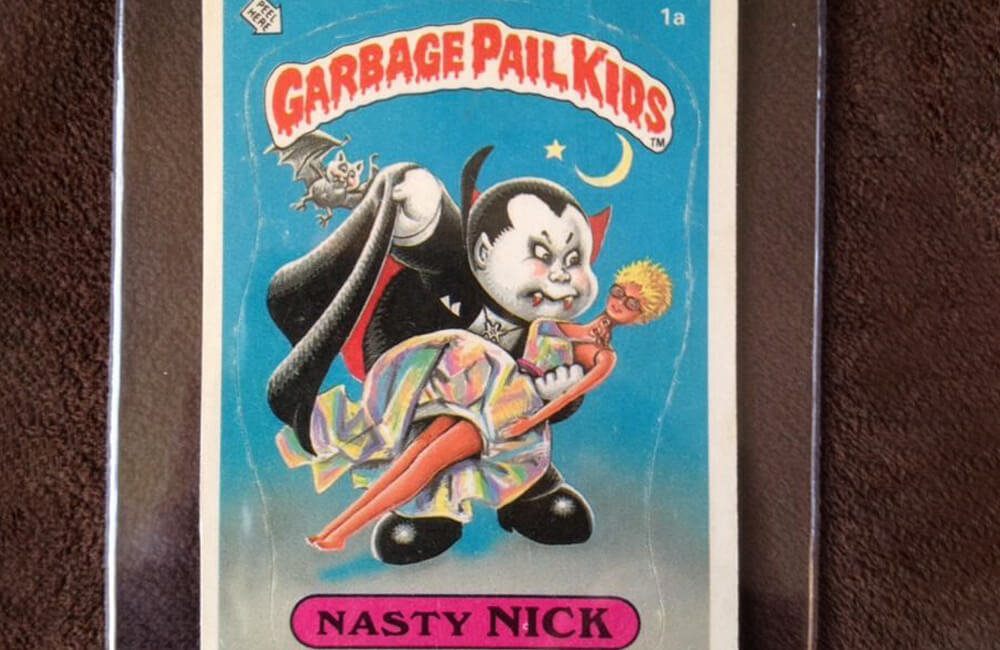 PEEL
HERE
1a
GARBAGE PAIL KIDS
TM
NASTY NICK